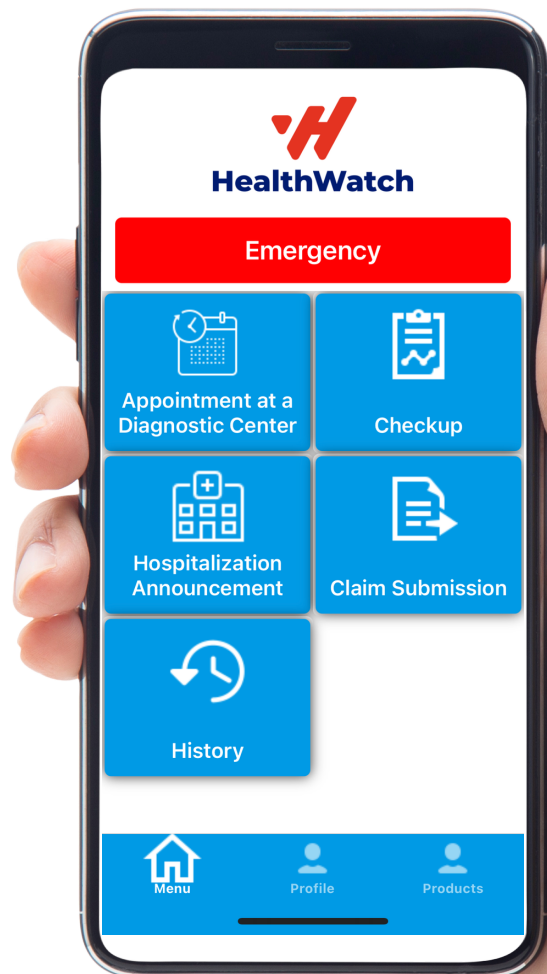 HealthWatch
Emergency
Appointment at a
Diagnostic Center
Checkup
Hospitalization
Announcement
Claim Submission
History
Menu
Profile
Products